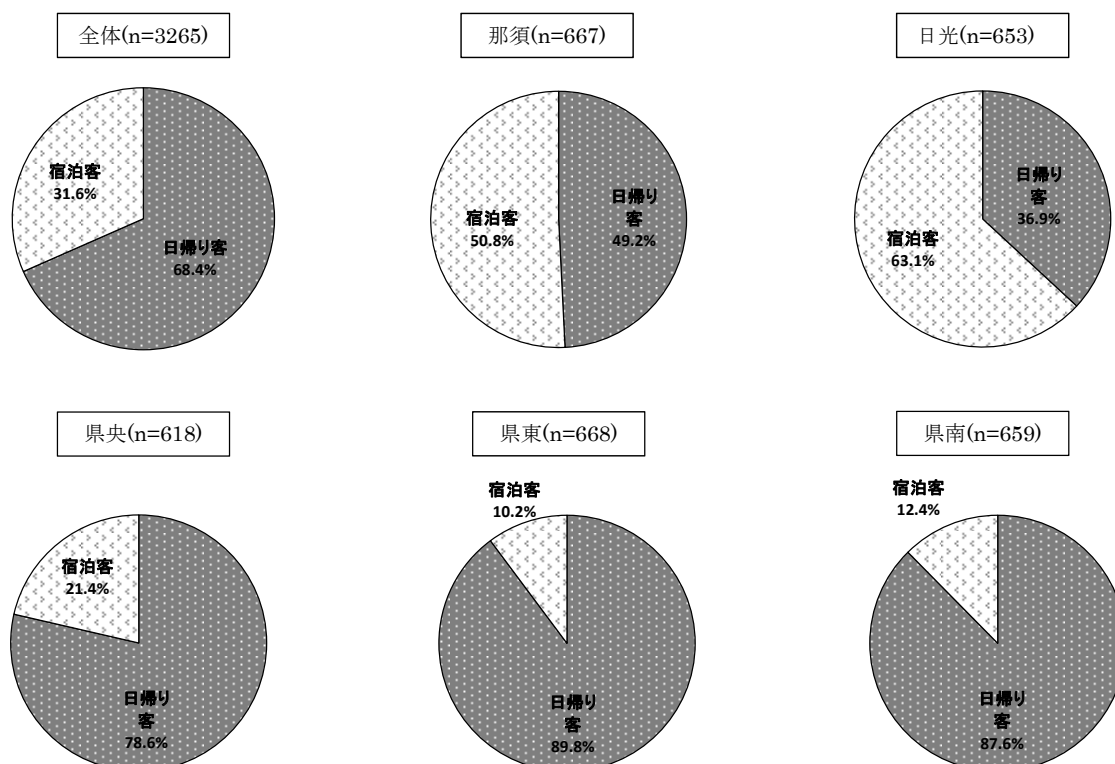 全体(n=3265)
那須(n=667)
日光(n=653)
宿泊客
31.6%
日帰り客
68.4%
宿泊客
50.8%
日帰り
客
49.2%
日帰り
客
36.9%
宿泊客
63.1%
県央(n=618)
県東(n=668)
県南(n=659)
宿泊客
21.4%
日帰り
客
78.6%
宿泊客
10.2%
日帰り
客
89.8%
宿泊客
12.4%
日帰り
客
87.6%